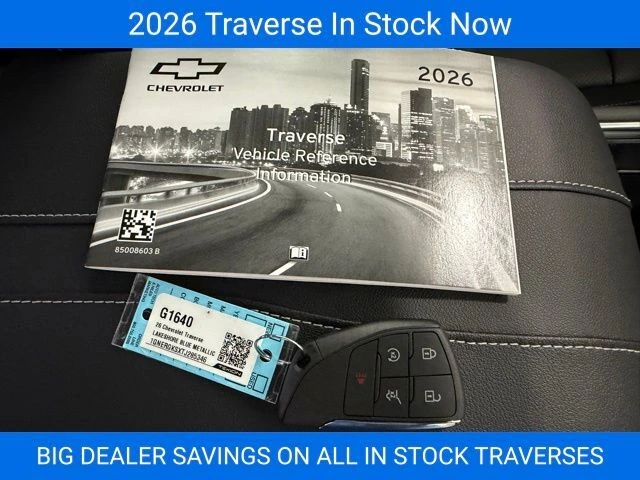 2026 Traverse In Stock Now
CHEVROLET
2026
Traverse
Vehicle Reference
Information
85008603 B
G1640
26 Chevrolet Traverse
LAKESHORE BLUE METALLIC
BIG DEALER SAVINGS ON ALL IN STOCK TRAVERSES